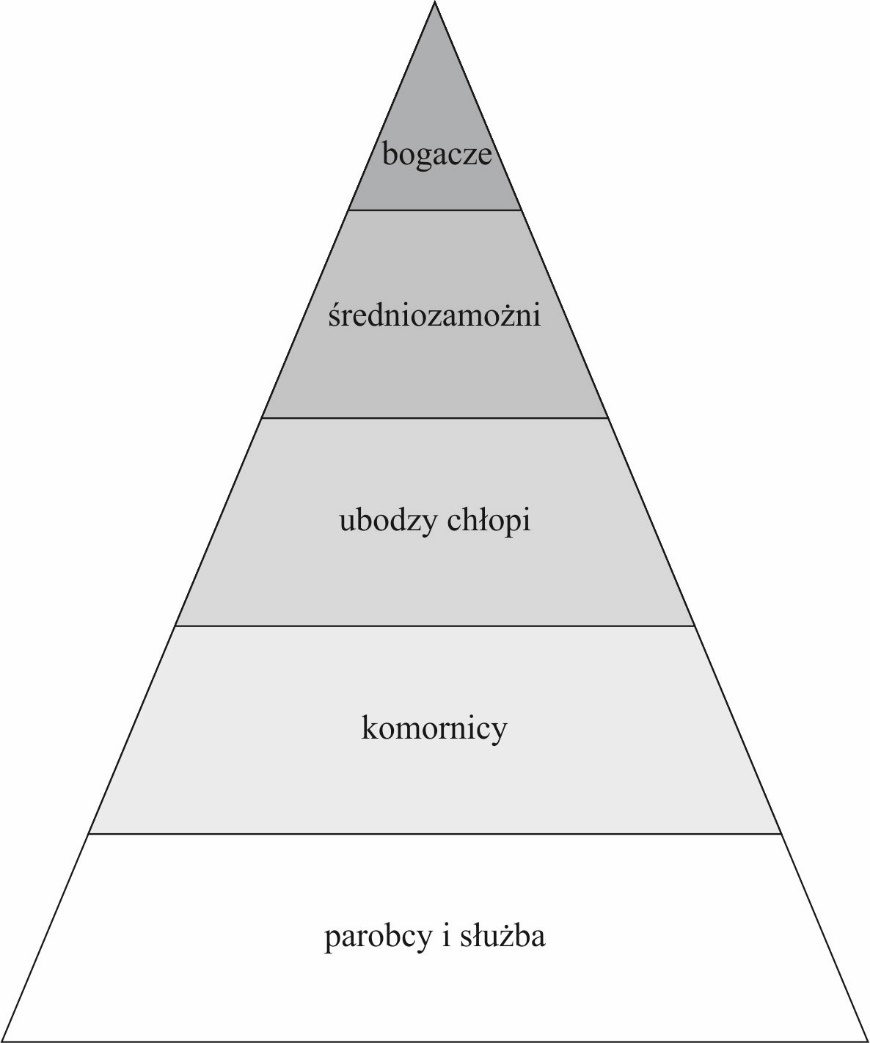 bogacze
średniozamożni
ubodzy chłopi
komornicy
parobcy i służba